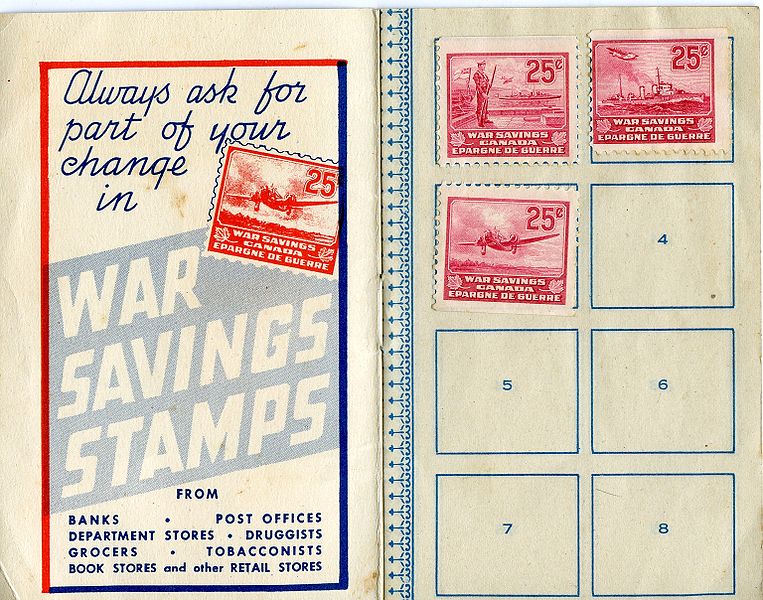 Always ask for
part of your
change
in
25
WAR SAVINGS
CANADA
EPARGNE DE GUERRE
WAR
SAVINGS
STAMPS
FROM
BANKS • POST OFFICES
DEPARTMENT STORES • DRUGGISTS
GROCERS • TOBACCONISTS
BOOK STORES and other RETAIL STORES
25¢
WAR SAVINGS
CANADA
EPARGNE DE GUERRE
25¢
WAR SAVINGS
CANADA
EPARGNE DE GUERRE
25¢
WAR SAVINGS
CANADA
EPARGNE DE GUERRE
4
5
6
7
8